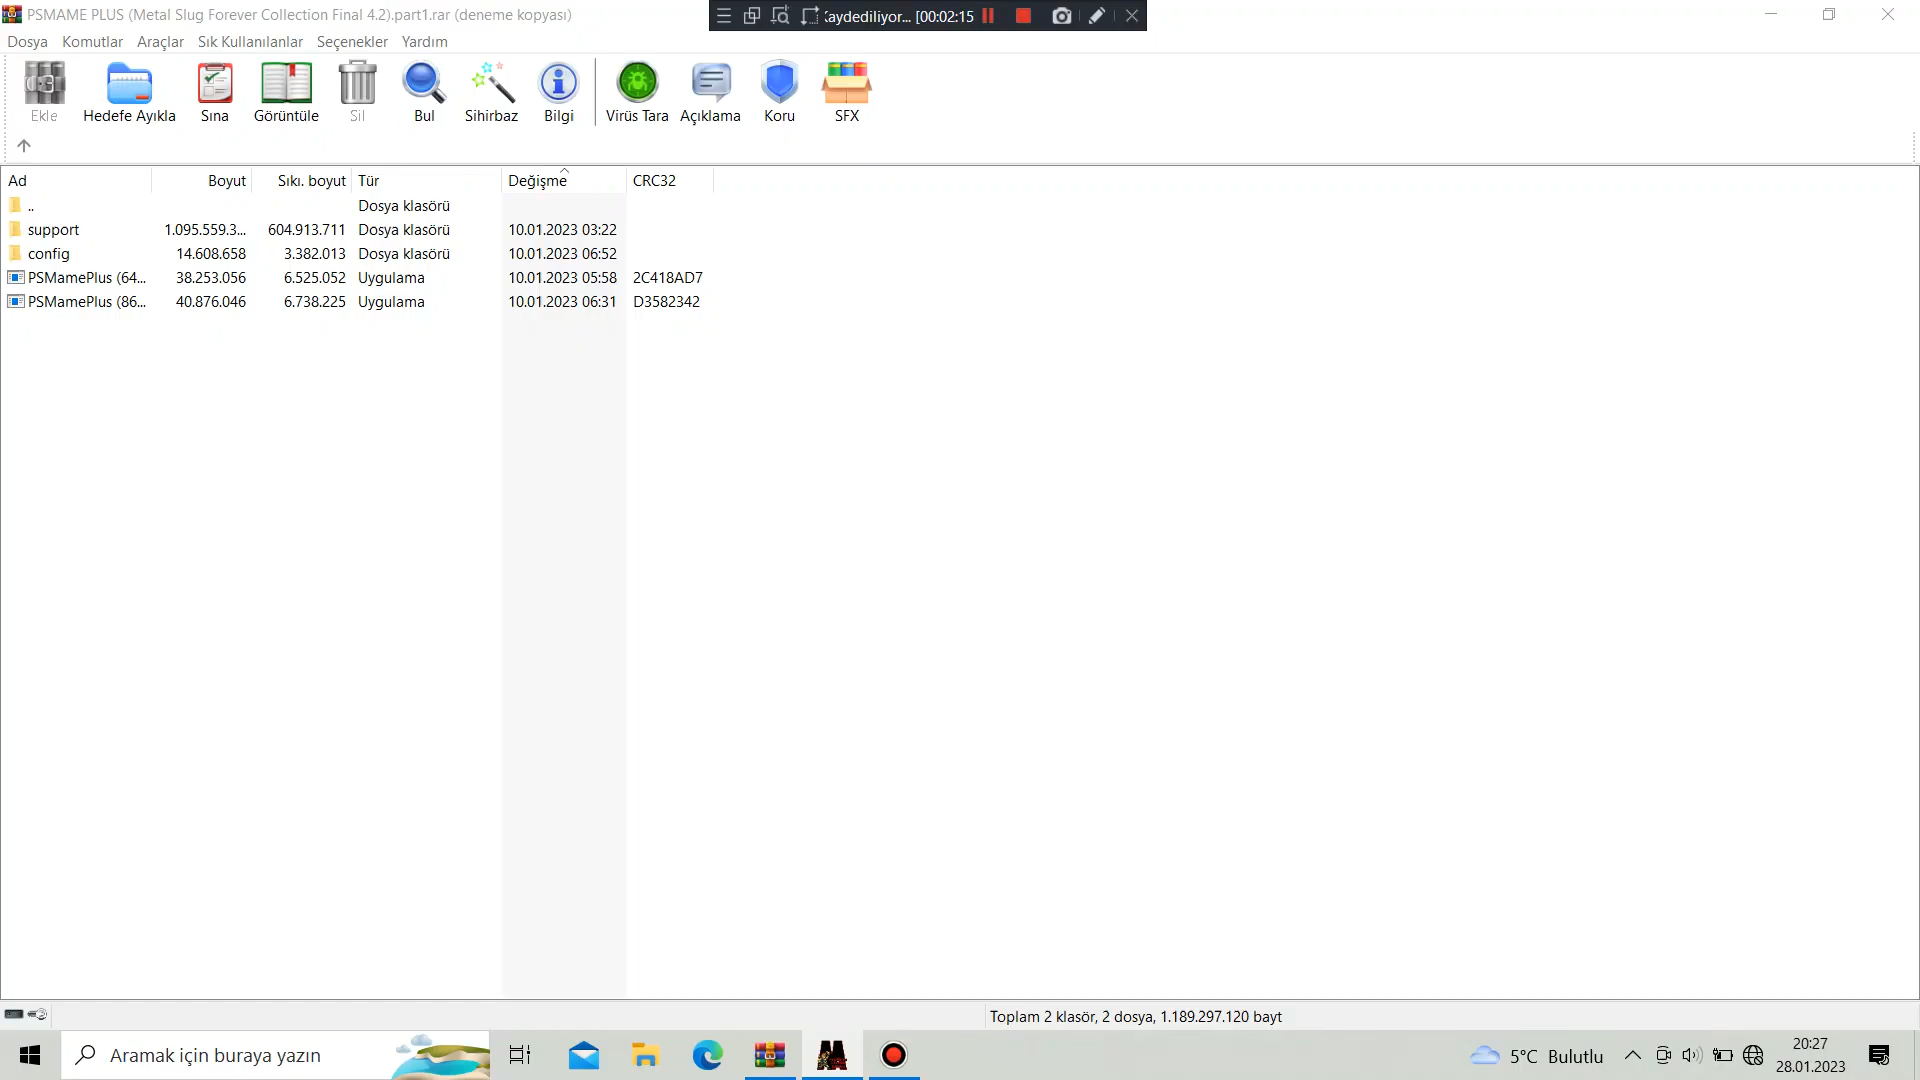 PSMAME PLUS (Metal Slug Forever Collection Final 4.2).part1.rar (deneme kopyası)
Kaydediliyor... [00:02:15
Dosya Komutlar Araçlar Sık Kullanılanlar Seçenekler Yardım
Ekle Hedefe Ayıkla Sına Görüntüle Sil Bul Sihirbaz Bilgi Virüs Tara Açıklama Koru SFX
Ad Boyut Sıkı. boyut Tür Değişme CRC32
.. Dosya klasörü
support 1.095.559.3... 604.913.711 Dosya klasörü 10.01.2023 03:22
config 14.608.658 3.382.013 Dosya klasörü 10.01.2023 06:52
PSMamePlus (64... 38.253.056 6.525.052 Uygulama 10.01.2023 05:58 2C418AD7
PSMamePlus (86... 40.876.046 6.738.225 Uygulama 10.01.2023 06:31 D3582342
Toplam 2 klasör, 2 dosya, 1.189.297.120 bayt
Aramak için buraya yazın
5°C Bulutlu
20:27
28.01.2023